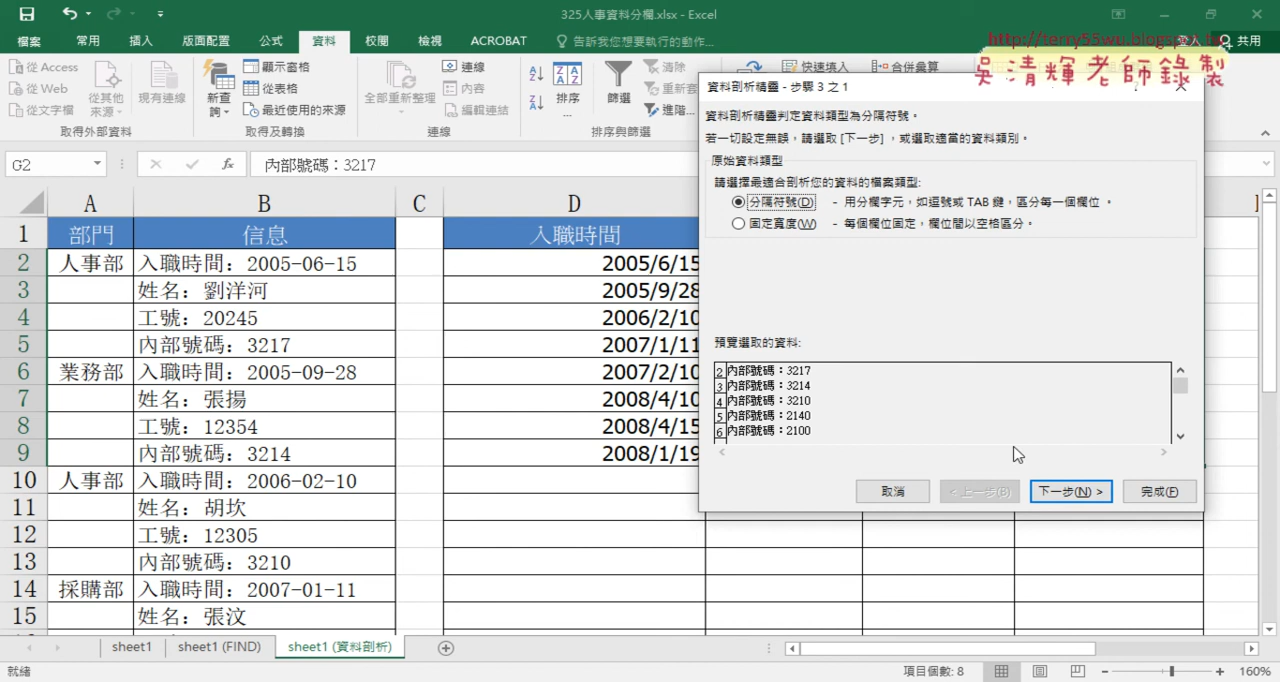 325人事資料分欄.xlsx - Excel
檔案 常用 插入 版面配置 公式 資料 校閱 檢視 ACROBAT 告訴我您想要執行的動作... 登入 共用
http://terry55wu.blogspot.tw
吳清輝老師錄製
從 Access
從 Web
從文字檔
從其他來源
現有連線
取得外部資料
新查詢
顯示窗格
從表格
最近使用的來源
取得及轉換
全部重新整理
連線
內容
編輯連結
連線
排序...
篩選
清除
重新套
進階...
排序與篩選
快速填入
合併彙算
G2 fx 內部號碼：3217
A B C D
1 部門 信息 入職時間
2 人事部 入職時間：2005-06-15 2005/6/15
3 姓名：劉洋河 2005/9/28
4 工號：20245 2006/2/10
5 內部號碼：3217 2007/1/11
6 業務部 入職時間：2005-09-28 2007/2/10
7 姓名：張揚 2008/4/10
8 工號：12354 2008/4/15
9 內部號碼：3214 2008/1/19
10 人事部 入職時間：2006-02-10
11 姓名：胡坎
12 工號：12305
13 內部號碼：3210
14 採購部 入職時間：2007-01-11
15 姓名：張汶
資料剖析精靈 - 步驟 3 之 1
資料剖析精靈判定資料類型為分隔符號。
若一切設定無誤，請選取 [下一步]，或選取適當的資料類別。
原始資料類型
請選擇最適合剖析您的資料的檔案類型:
分隔符號(D) - 用分欄字元，如逗號或 TAB 鍵，區分每一個欄位。
固定寬度(W) - 每個欄位固定，欄位間以空格區分。
預覽選取的資料:
2 內部號碼：3217
3 內部號碼：3214
4 內部號碼：3210
5 內部號碼：2140
6 內部號碼：2100
取消 < 上一步(B) 下一步(N) > 完成(F)
sheet1 sheet1 (FIND) sheet1 (資料剖析)
就緒 項目個數: 8 160%